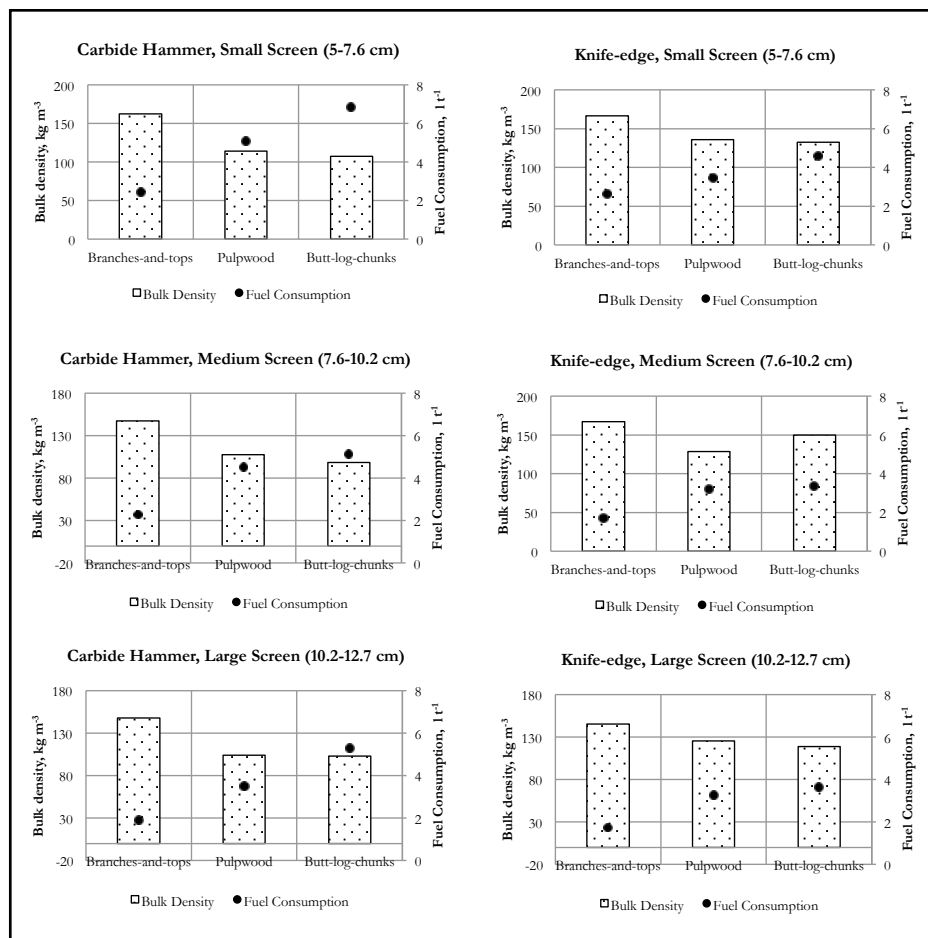 Carbide Hammer, Small Screen (5-7.6 cm)
Bulk density, kg m⁻³
200
150
100
50
0
8
6
4
2
0
Fuel Consumption, 1 t⁻¹
Branches-and-tops Pulpwood Butt-log-chunks
Bulk Density Fuel Consumption
Knife-edge, Small Screen (5-7.6 cm)
Bulk density, kg m⁻³
200
150
100
50
0
8
6
4
2
0
Fuel Consumption, 1 t⁻¹
Branches-and-tops Pulpwood Butt-log-chunks
Bulk Density Fuel Consumption
Carbide Hammer, Medium Screen (7.6-10.2 cm)
Bulk density, kg m⁻³
180
130
80
30
-20
8
6
4
2
0
Fuel Consumption, 1 t⁻¹
Branches-and-tops Pulpwood Butt-log-chunks
Bulk Density Fuel Consumption
Knife-edge, Medium Screen (7.6-10.2 cm)
Bulk density, kg m⁻³
200
150
100
50
0
8
6
4
2
0
Fuel Consumption, 1 t⁻¹
Branches-and-tops Pulpwood Butt-log-chunks
Bulk Density Fuel Consumption
Carbide Hammer, Large Screen (10.2-12.7 cm)
Bulk density, kg m⁻³
180
130
80
30
-20
8
6
4
2
0
Fuel Consumption, 1 t⁻¹
Branches-and-tops Pulpwood Butt-log-chunks
Bulk Density Fuel Consumption
Knife-edge, Large Screen (10.2-12.7 cm)
Bulk density, kg m⁻³
180
130
80
30
-20
8
6
4
2
0
Fuel Consumption, 1 t⁻¹
Branches-and-tops Pulpwood Butt-log-chunks
Bulk Density Fuel Consumption